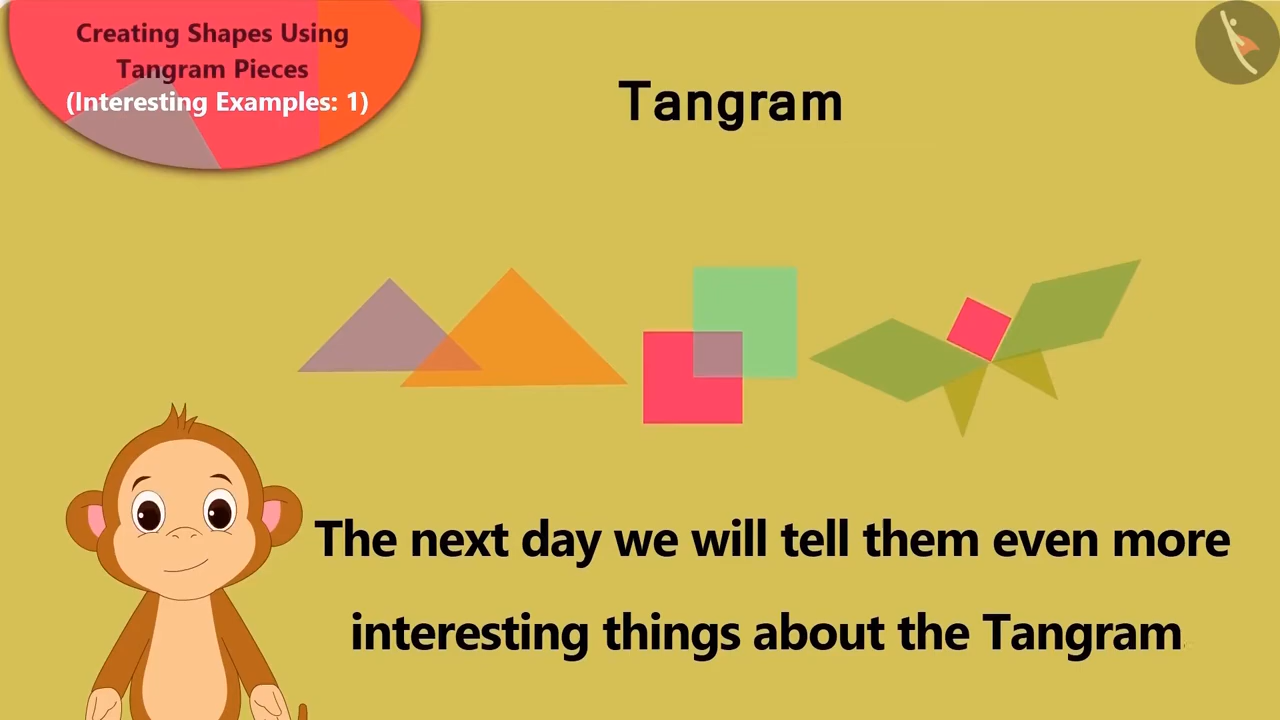 Creating Shapes Using
Tangram Pieces
(Interesting Examples: 1)
Tangram
The next day we will tell them even more
interesting things about the Tangram